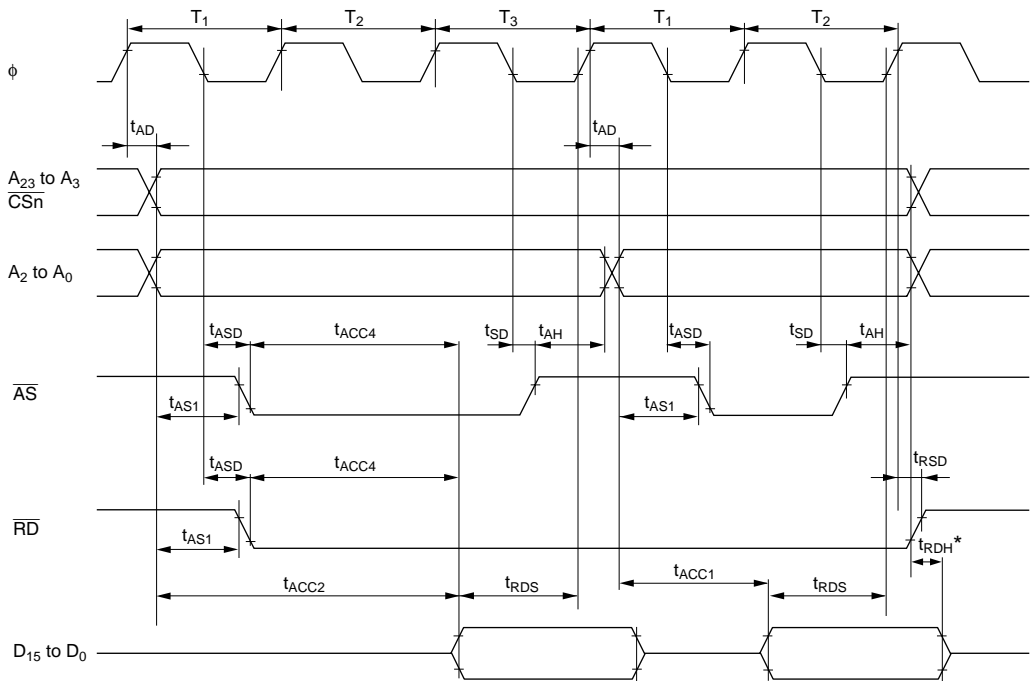 T1 T2 T3 T1 T2
ϕ
tAD tAD
A23 to A3
CSn
A2 to A0
tASD tACC4 tSD tAH tASD tSD tAH
AS
tAS1 tAS1
tASD tACC4 tRSD
RD
tAS1 tRDH*
tACC2 tRDS tACC1 tRDS
D15 to D0